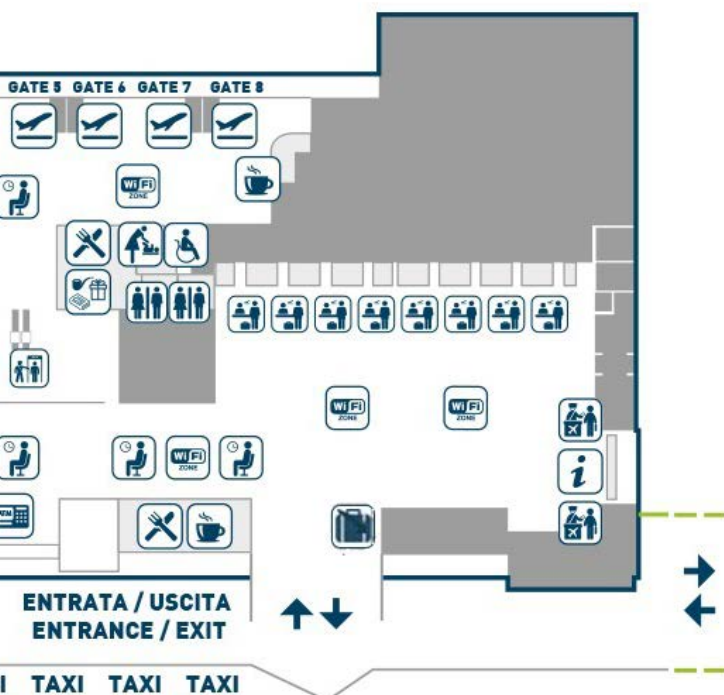 GATE 5 GATE 6 GATE 7 GATE 8
Wi Fi
ZONE
Wi Fi
ZONE
Wi Fi
ZONE
Wi Fi
ZONE
i
ENTRATA / USCITA
ENTRANCE / EXIT
TAXI TAXI TAXI